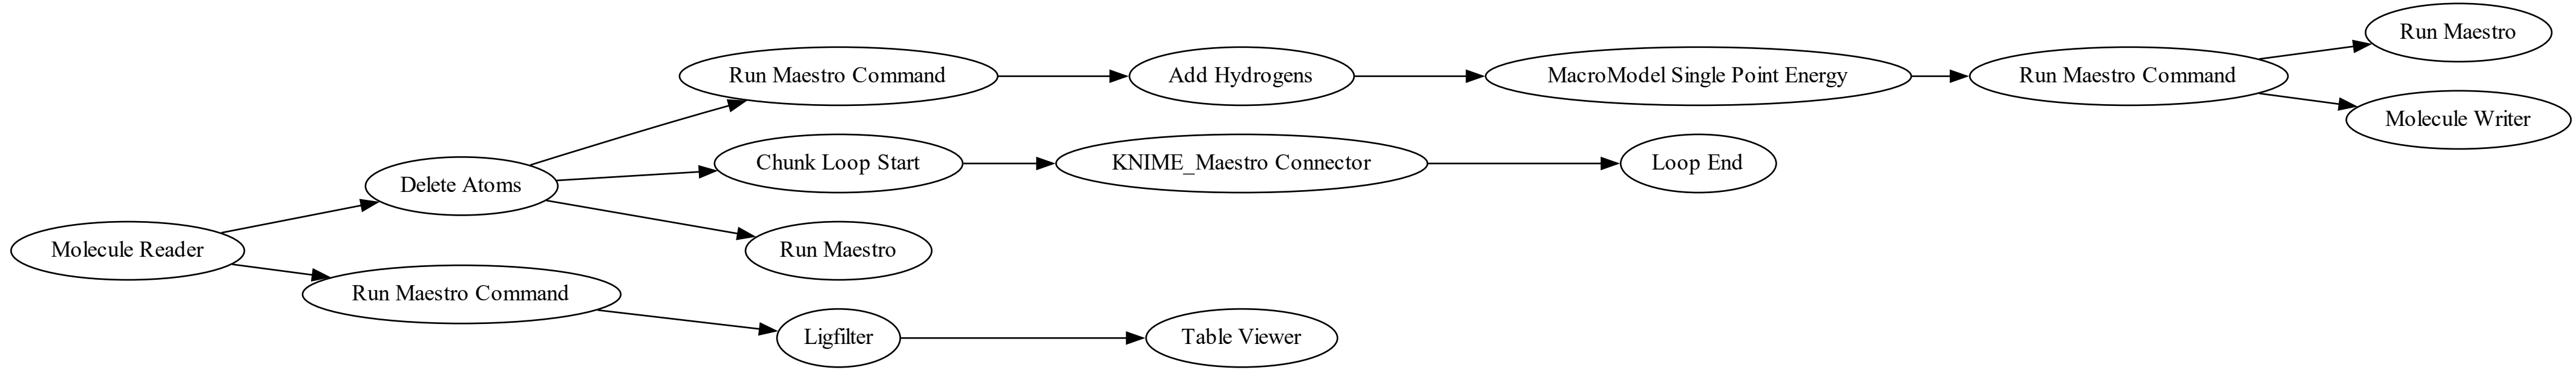 Run Maestro
Run Maestro Command
Add Hydrogens
MacroModel Single Point Energy
Run Maestro Command
Molecule Writer
Chunk Loop Start
KNIME_Maestro Connector
Loop End
Delete Atoms
Molecule Reader
Run Maestro
Run Maestro Command
Ligfilter
Table Viewer